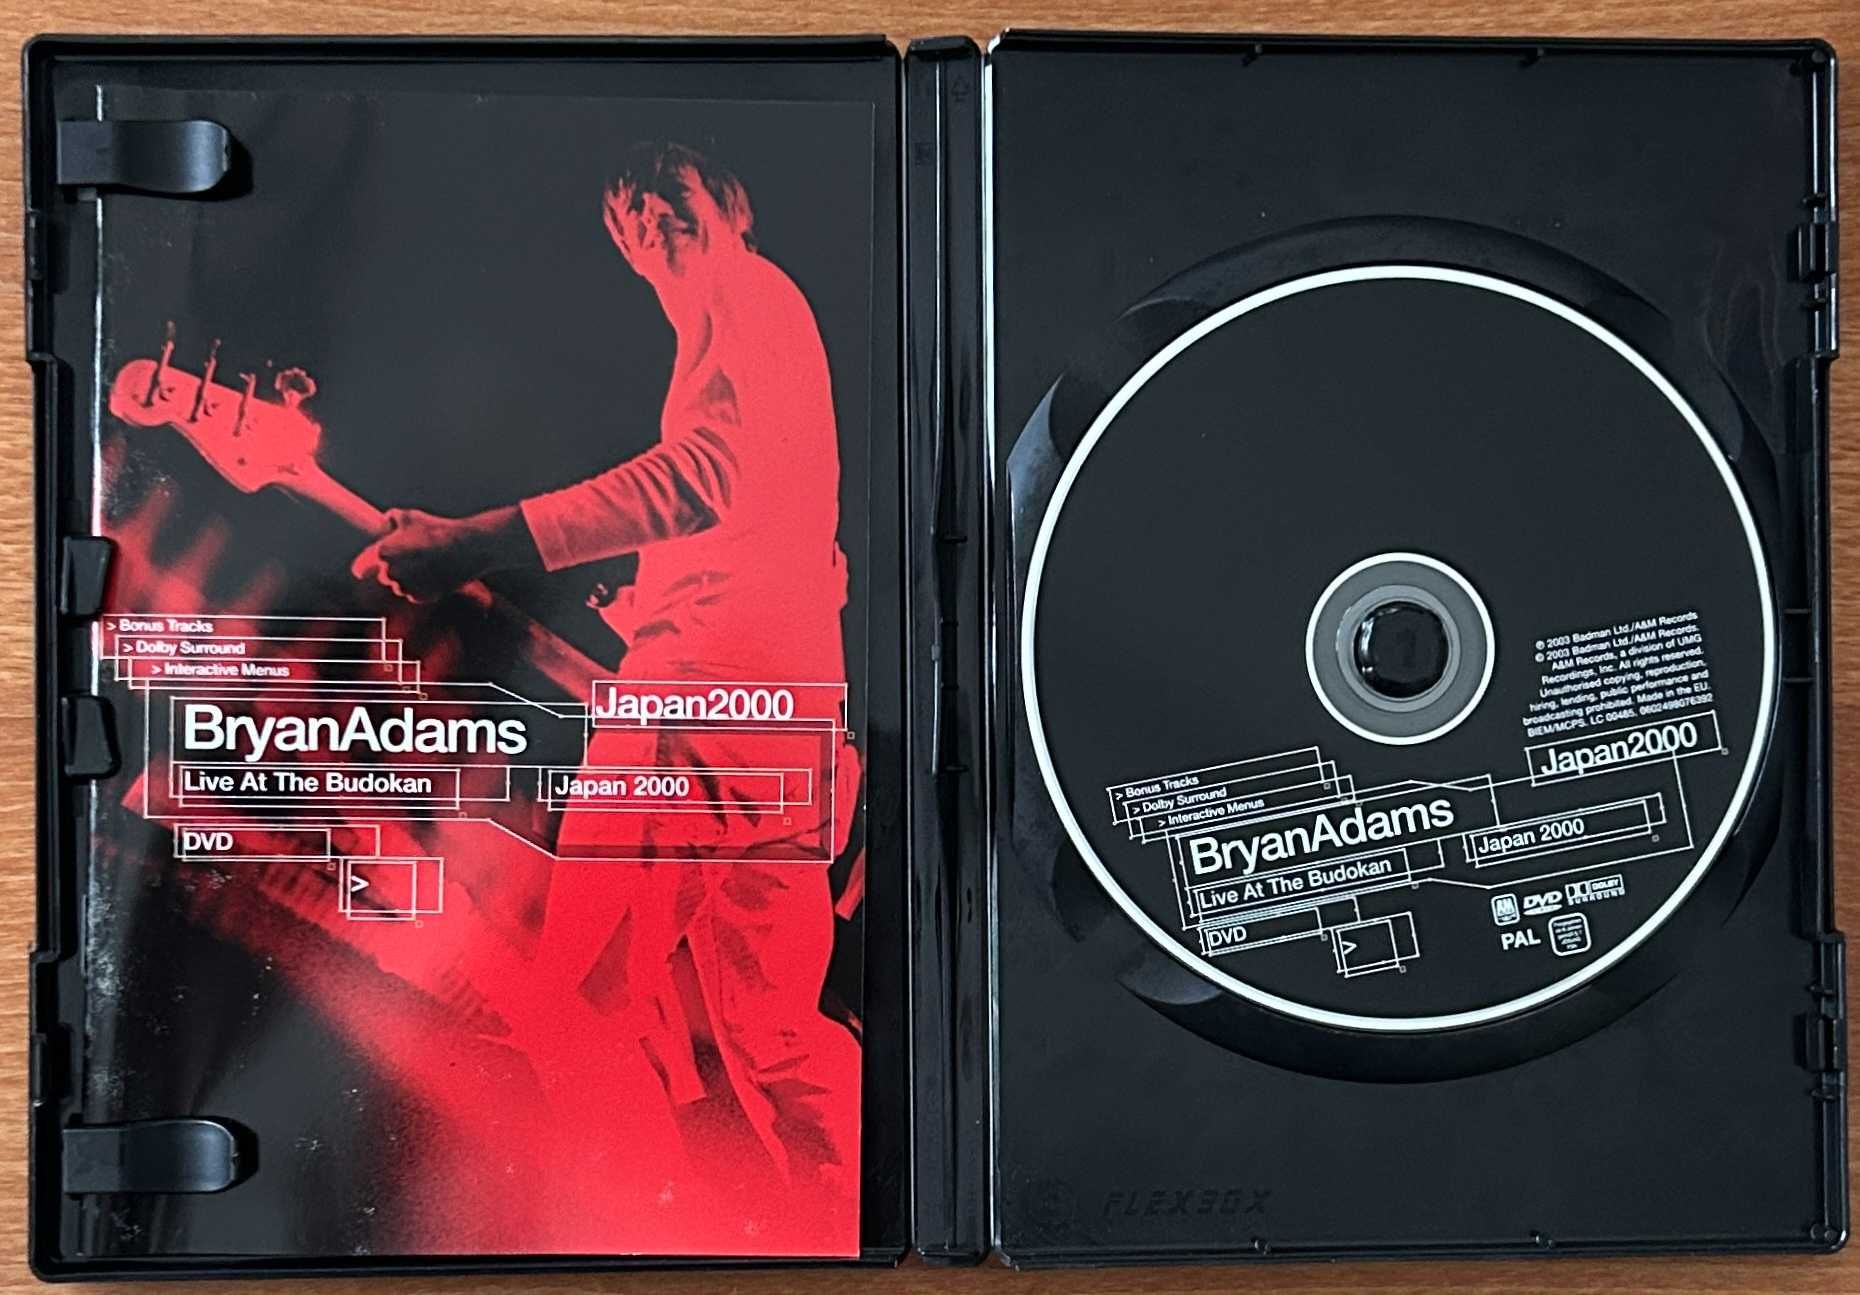 > Bonus Tracks
> Dolby Surround
> Interactive Menus
Japan2000
BryanAdams
Live At The Budokan
Japan 2000
DVD
>
℗ 2003 Badman Ltd./A&M Records
© 2003 Badman Ltd./A&M Records.
A&M Records, a division of UMG
Recordings, Inc. All rights reserved.
Unauthorised copying, reproduction,
hiring, lending, public performance and
broadcasting prohibited. Made in the EU.
BIEM/MCPS. LC 00485. 0602498076392
Japan2000
> Bonus Tracks
> Dolby Surround
> Interactive Menus
BryanAdams
Japan 2000
Live At The Budokan
AM DVD DOLBY
SURROUND
DVD
>
PAL
FLEXBOX